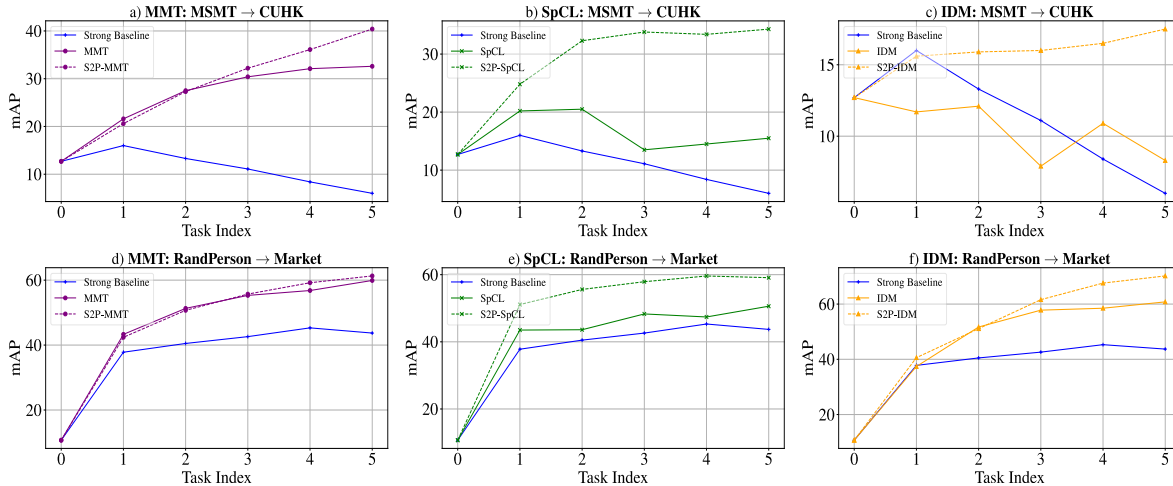 a) MMT: MSMT → CUHK
Strong Baseline
MMT
S2P-MMT
mAP
40
30
20
10
0 1 2 3 4 5
Task Index
b) SpCL: MSMT → CUHK
Strong Baseline
SpCL
S2P-SpCL
mAP
30
20
10
0 1 2 3 4 5
Task Index
c) IDM: MSMT → CUHK
Strong Baseline
IDM
S2P-IDM
mAP
15
10
0 1 2 3 4 5
Task Index
d) MMT: RandPerson → Market
Strong Baseline
MMT
S2P-MMT
mAP
60
40
20
0 1 2 3 4 5
Task Index
e) SpCL: RandPerson → Market
Strong Baseline
SpCL
S2P-SpCL
mAP
60
40
20
0 1 2 3 4 5
Task Index
f) IDM: RandPerson → Market
Strong Baseline
IDM
S2P-IDM
mAP
60
40
20
0 1 2 3 4 5
Task Index